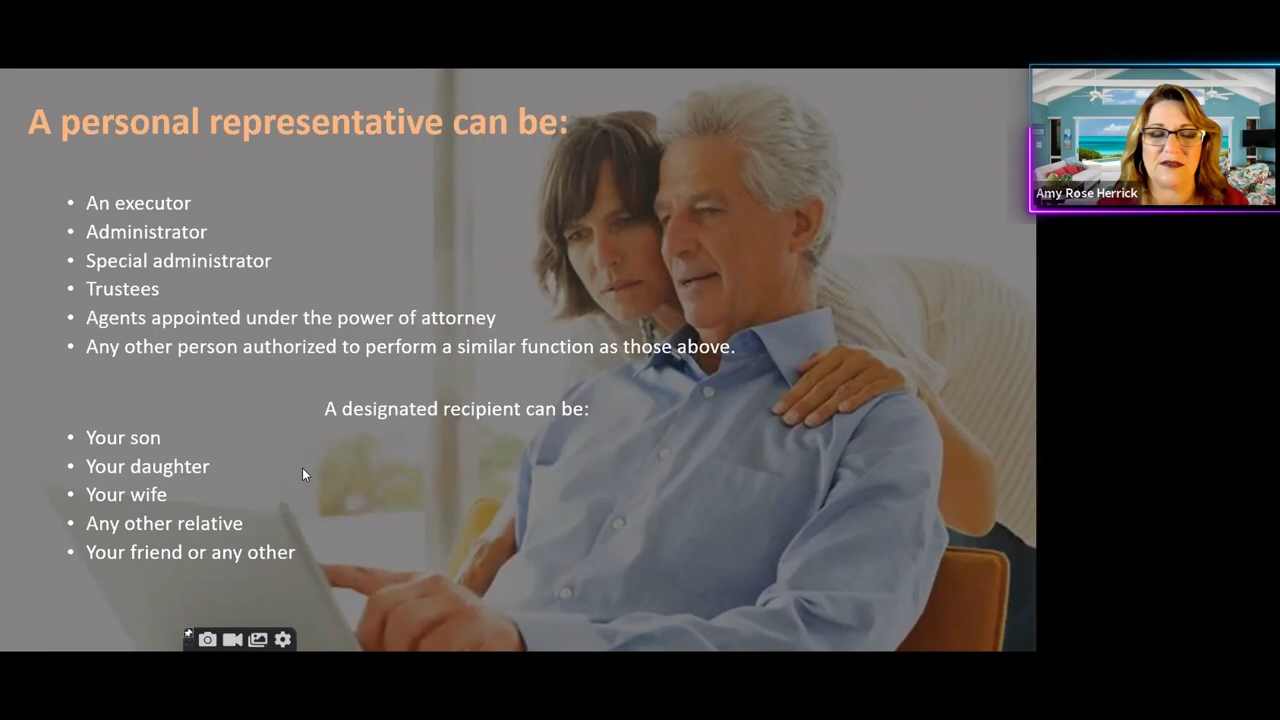 A personal representative can be:
Amy Rose Herrick
• An executor
• Administrator
• Special administrator
• Trustees
• Agents appointed under the power of attorney
• Any other person authorized to perform a similar function as those above.
A designated recipient can be:
• Your son
• Your daughter
• Your wife
• Any other relative
• Your friend or any other